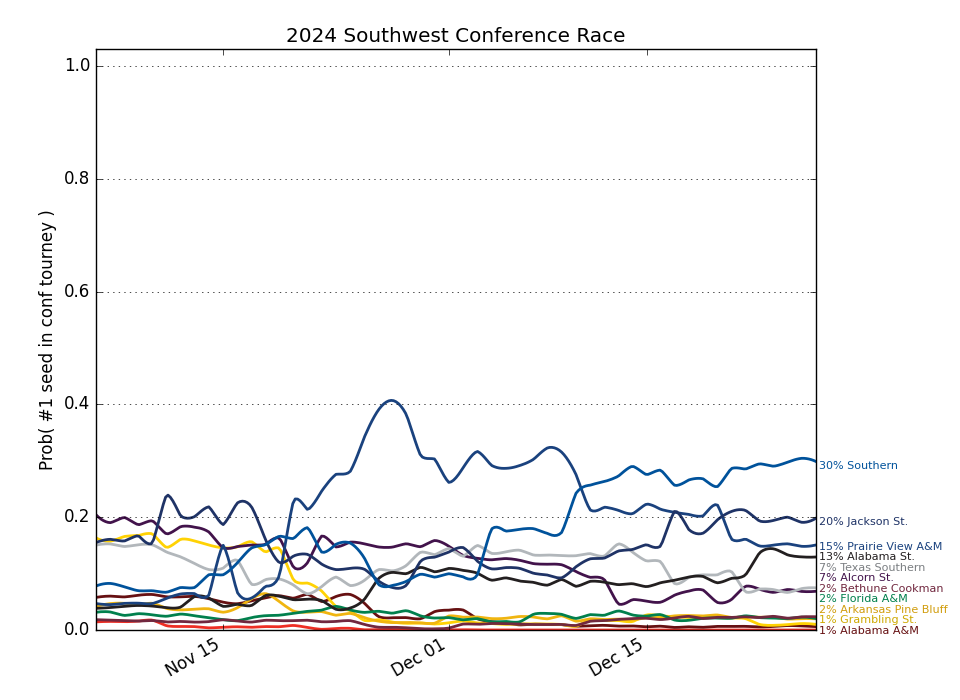 2024 Southwest Conference Race
Prob( #1 seed in conf tourney )
1.0
0.8
0.6
0.4
0.2
0.0
Nov 15
Dec 01
Dec 15
30% Southern
20% Jackson St.
15% Prairie View A&M
13% Alabama St.
7% Texas Southern
7% Alcorn St.
2% Bethune Cookman
2% Florida A&M
2% Arkansas Pine Bluff
1% Grambling St.
1% Alabama A&M